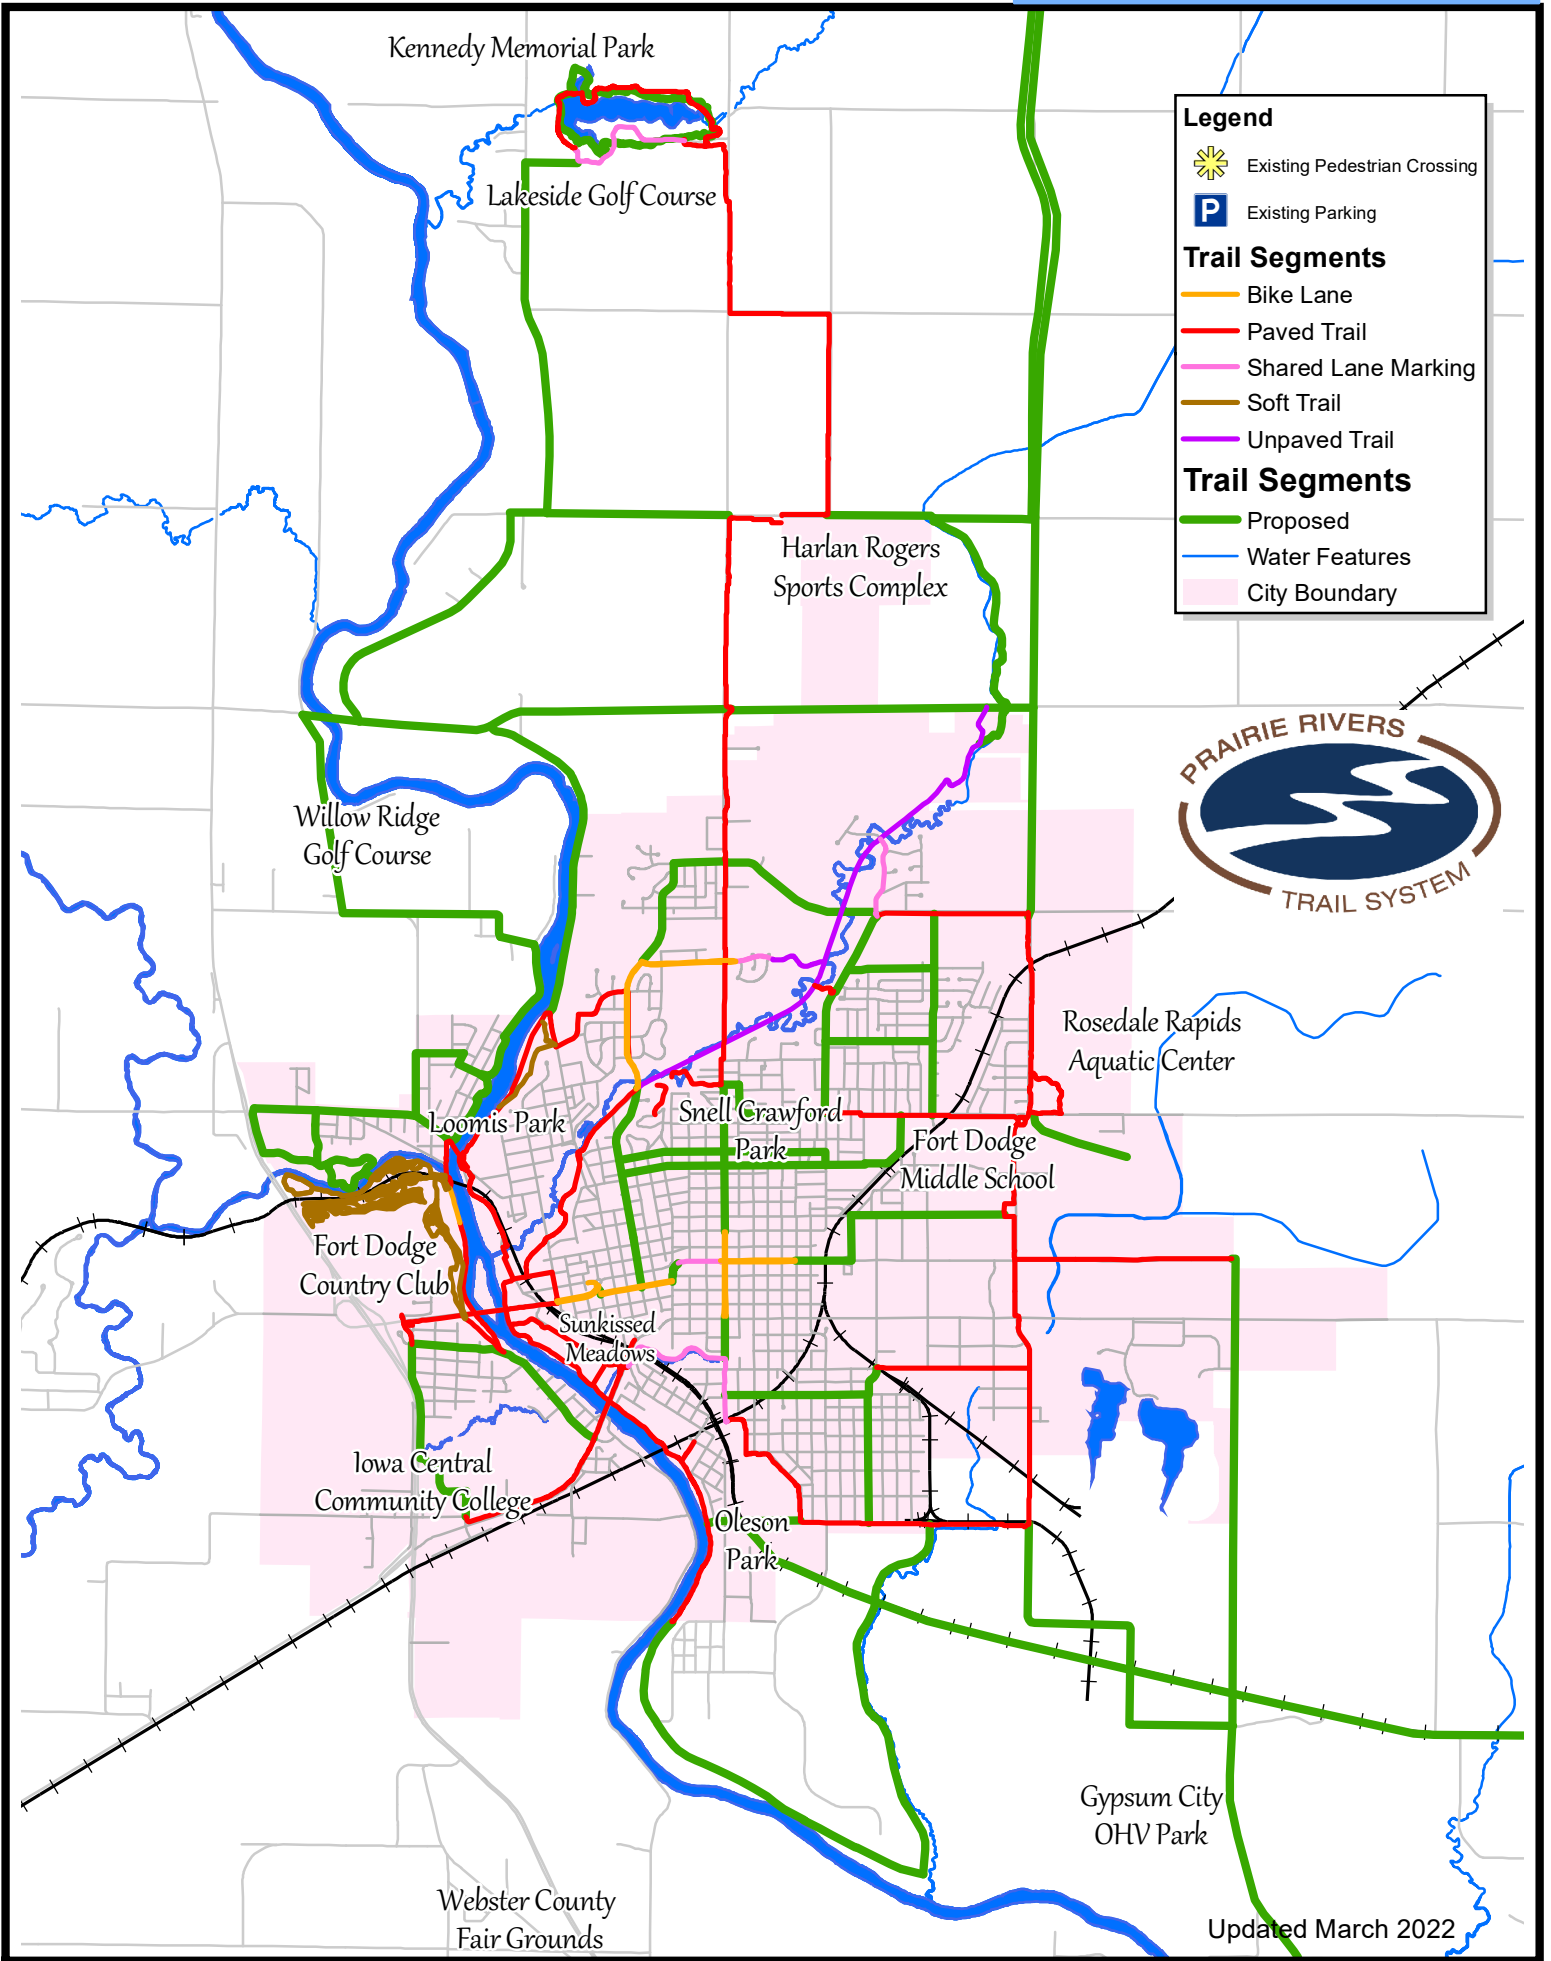 Kennedy Memorial Park
Lakeside Golf Course
Legend
Existing Pedestrian Crossing
P
Existing Parking
Trail Segments
Bike Lane
Paved Trail
Shared Lane Marking
Soft Trail
Unpaved Trail
Trail Segments
Proposed
Water Features
City Boundary
Harlan Rogers
Sports Complex
PRAIRIE RIVERS
TRAIL SYSTEM
Willow Ridge
Golf Course
Rosedale Rapids
Aquatic Center
Loomis Park
Snell Crawford
Park
Fort Dodge
Middle School
Fort Dodge
Country Club
Sunkissed
Meadows
Iowa Central
Community College
Oleson
Park
Gypsum City
OHV Park
Webster County
Fair Grounds
Updated March 2022